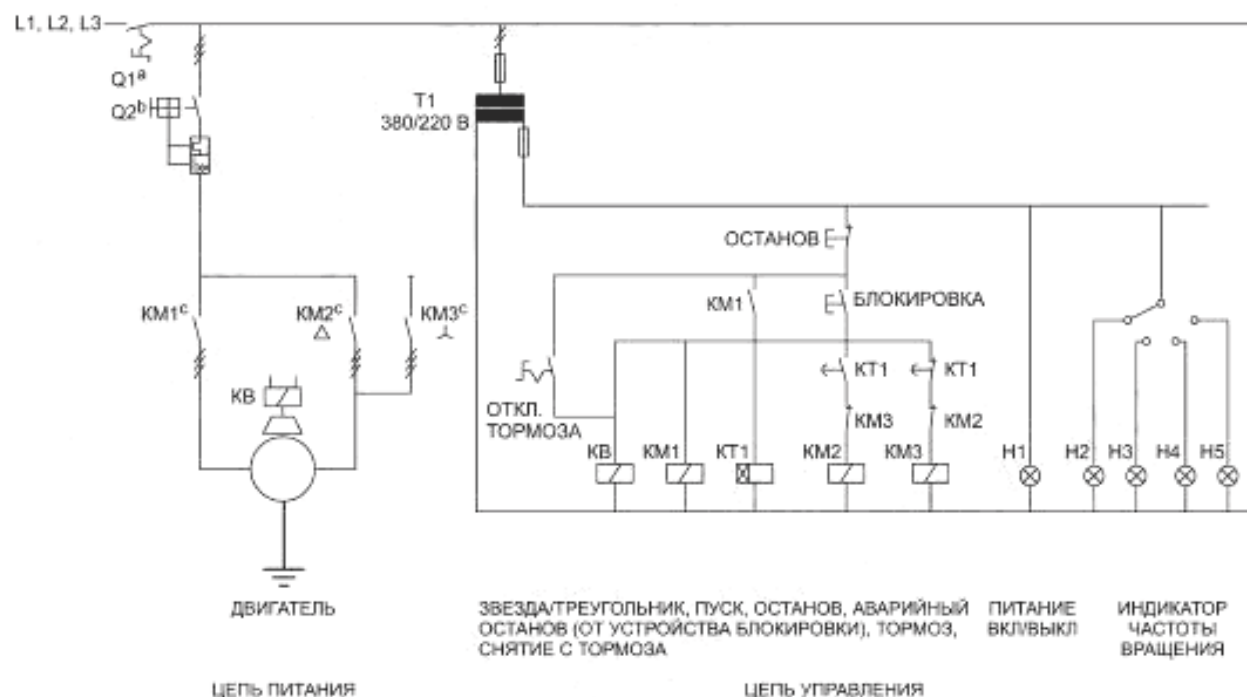 L1, L2, L3
Q1ª
Q2ᵇ
T1
380/220 В
ОСТАНОВ
KM1ᶜ
KM2ᶜ
KM3ᶜ
KM1
БЛОКИРОВКА
KB
KT1
KT1
ОТКЛ.
ТОРМОЗА
KM3
KM2
KB
KM1
KT1
KM2
KM3
H1
H2
H3
H4
H5
ДВИГАТЕЛЬ
ЗВЕЗДА/ТРЕУГОЛЬНИК, ПУСК, ОСТАНОВ, АВАРИЙНЫЙ
ОСТАНОВ (ОТ УСТРОЙСТВА БЛОКИРОВКИ), ТОРМОЗ,
СНЯТИЕ С ТОРМОЗА
ПИТАНИЕ
ВКЛ/ВЫКЛ
ИНДИКАТОР
ЧАСТОТЫ
ВРАЩЕНИЯ
ЦЕПЬ ПИТАНИЯ
ЦЕПЬ УПРАВЛЕНИЯ